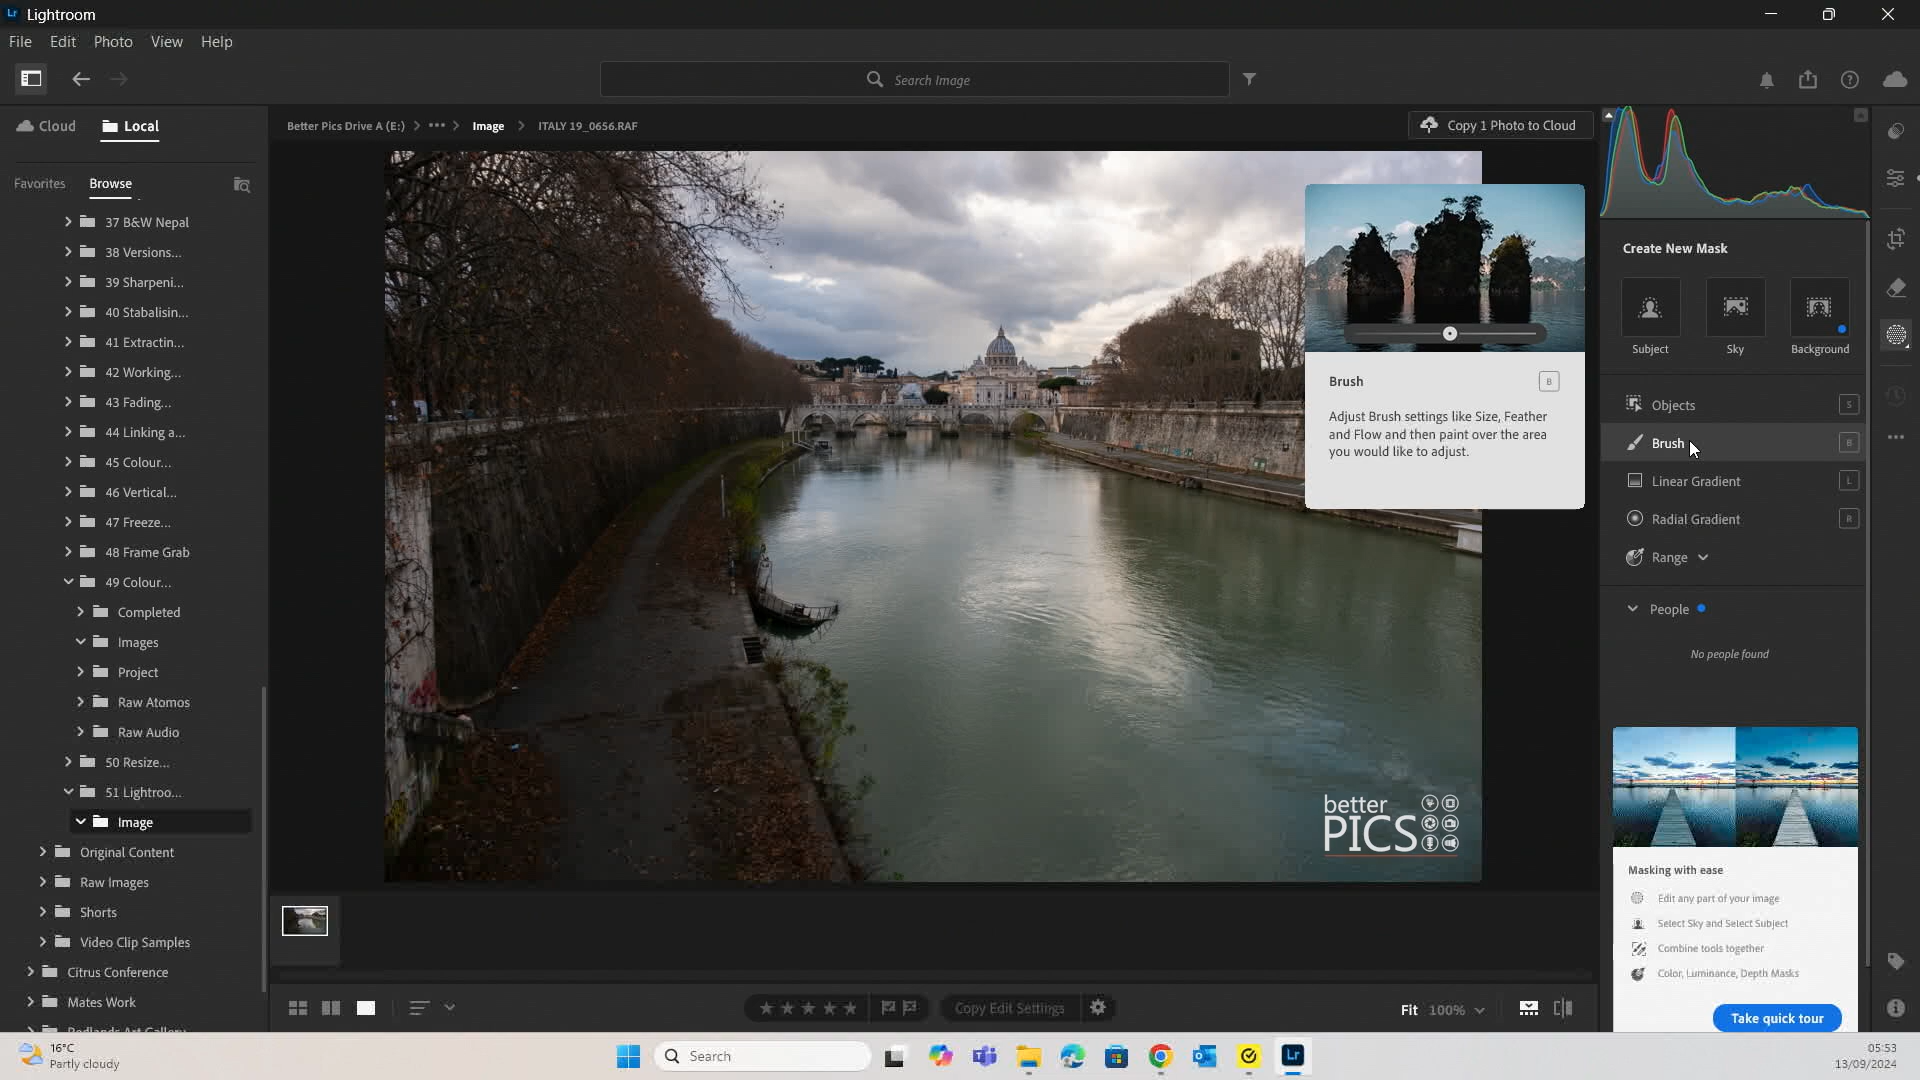 Lr Lightroom
File Edit Photo View Help
Search Image
Cloud Local
Better Pics Drive A (E:) > ••• > Image > ITALY 19_0656.RAF
Copy 1 Photo to Cloud
Favorites Browse
37 B&W Nepal
38 Versions...
39 Sharpeni...
40 Stabalisin...
41 Extractin...
42 Working...
43 Fading...
44 Linking a...
45 Colour...
46 Vertical...
47 Freeze...
48 Frame Grab
49 Colour...
Completed
Images
Project
Raw Atomos
Raw Audio
50 Resize...
51 Lightroo...
Image
Original Content
Raw Images
Shorts
Video Clip Samples
Citrus Conference
Mates Work
Redlands Art Gallery
better
PICS
Brush B
Adjust Brush settings like Size, Feather
and Flow and then paint over the area
you would like to adjust.
Create New Mask
Subject Sky Background
Objects S
Brush B
Linear Gradient L
Radial Gradient R
Range
People
No people found
Masking with ease
Edit any part of your image
Select Sky and Select Subject
Combine tools together
Color, Luminance, Depth Masks
Take quick tour
Copy Edit Settings
Fit 100%
16°C
Partly cloudy
Search
Lr
05:53
13/09/2024